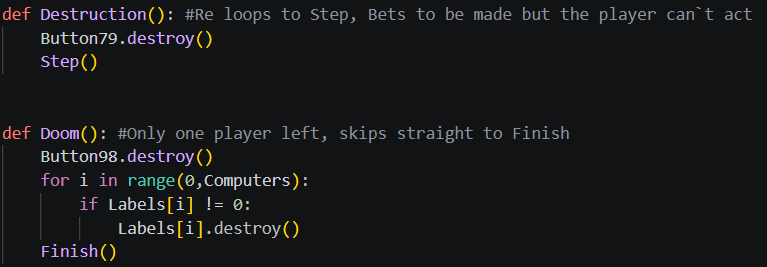 def Destruction(): #Re loops to Step, Bets to be made but the player can`t act
    Button79.destroy()
    Step()
def Doom(): #Only one player left, skips straight to Finish
    Button98.destroy()
    for i in range(0,Computers):
        if Labels[i] != 0:
            Labels[i].destroy()
    Finish()